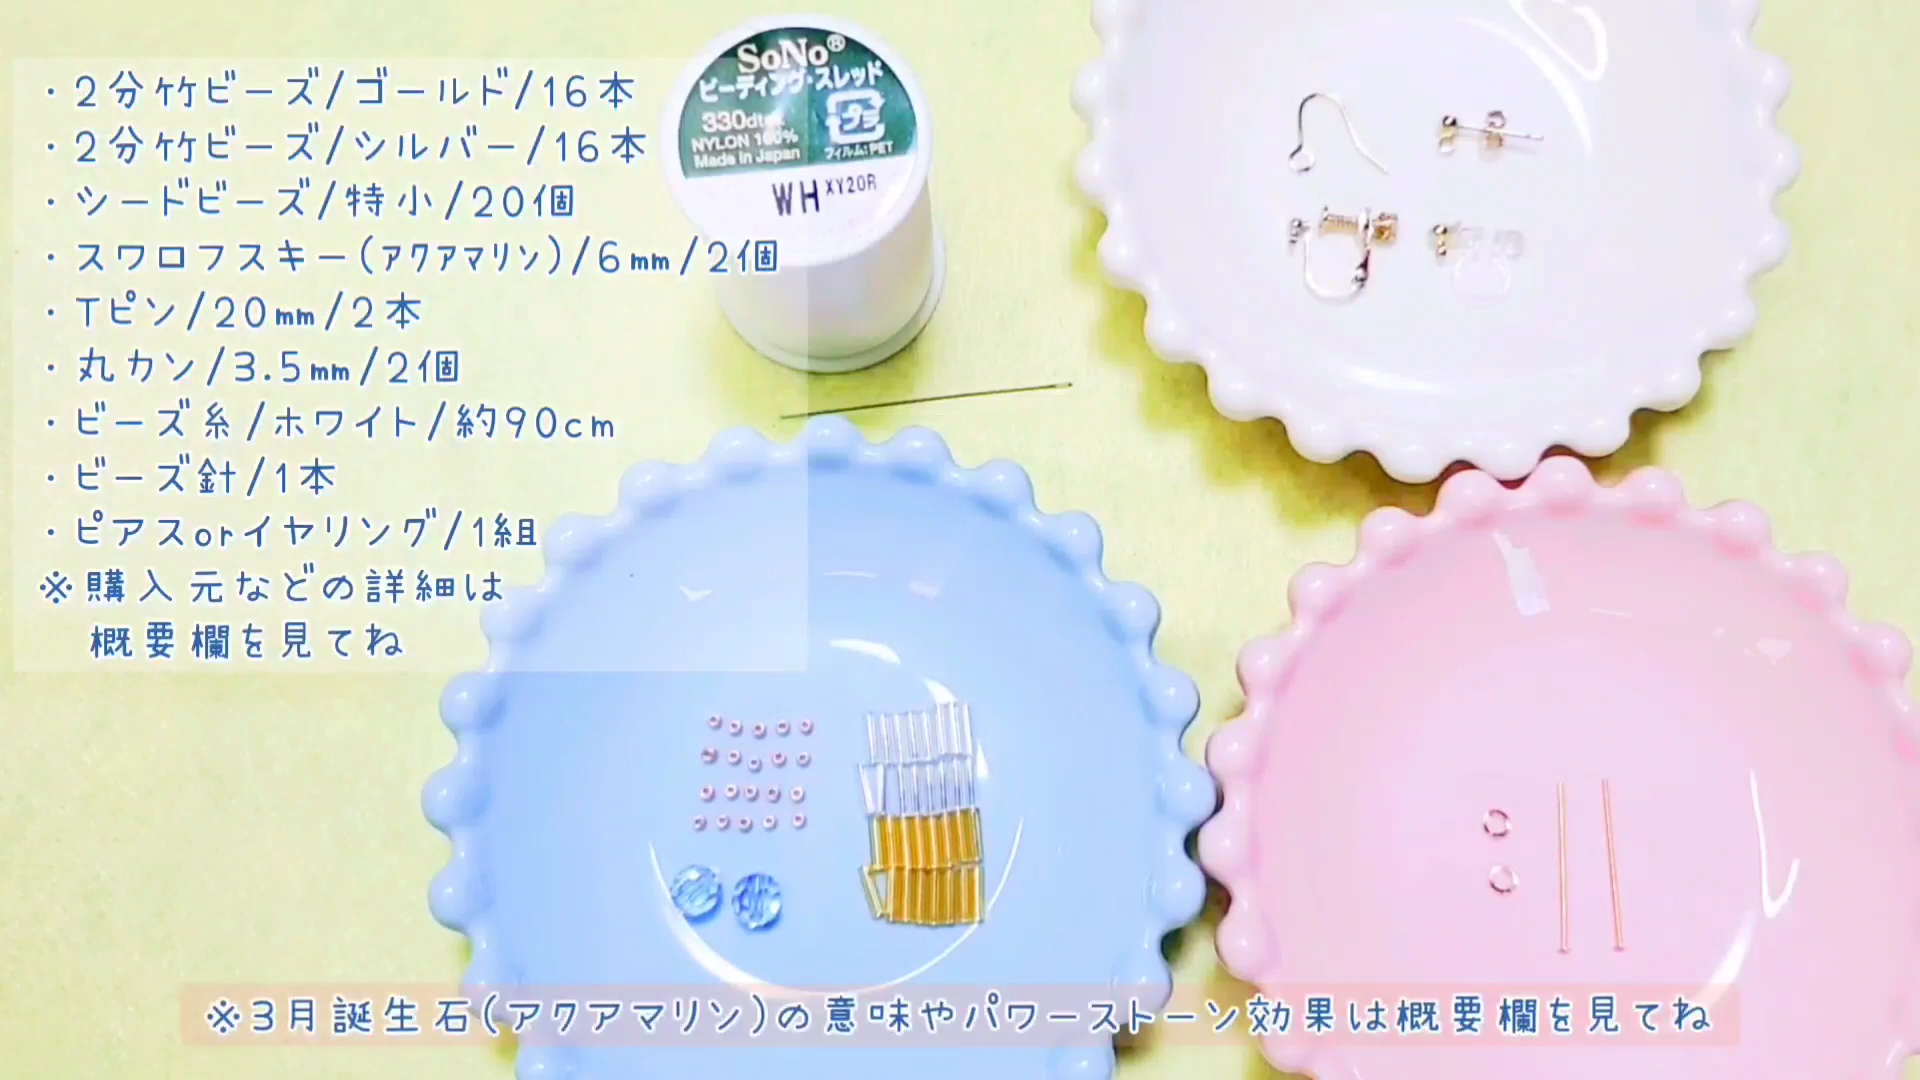 ・2分竹ビーズ/ゴールド/16本
・2分竹ビーズ/シルバー/16本
・シードビーズ/特小/20個
・スワロフスキー(ｱｸｱﾏﾘﾝ)/6mm/2個
・Tピン/20mm/2本
・丸カン/3.5mm/2個
・ビーズ糸/ホワイト/約90cm
・ビーズ針/1本
・ピアスorイヤリング/1組
※購入元などの詳細は
概要欄を見てね
SoNo®
ビーディング・スレッド
330dtex
NYLON 100%
Made in Japan
プラ
フィルム:PET
WH XY20R
※3月誕生石(アクアマリン)の意味やパワーストーン効果は概要欄を見てね